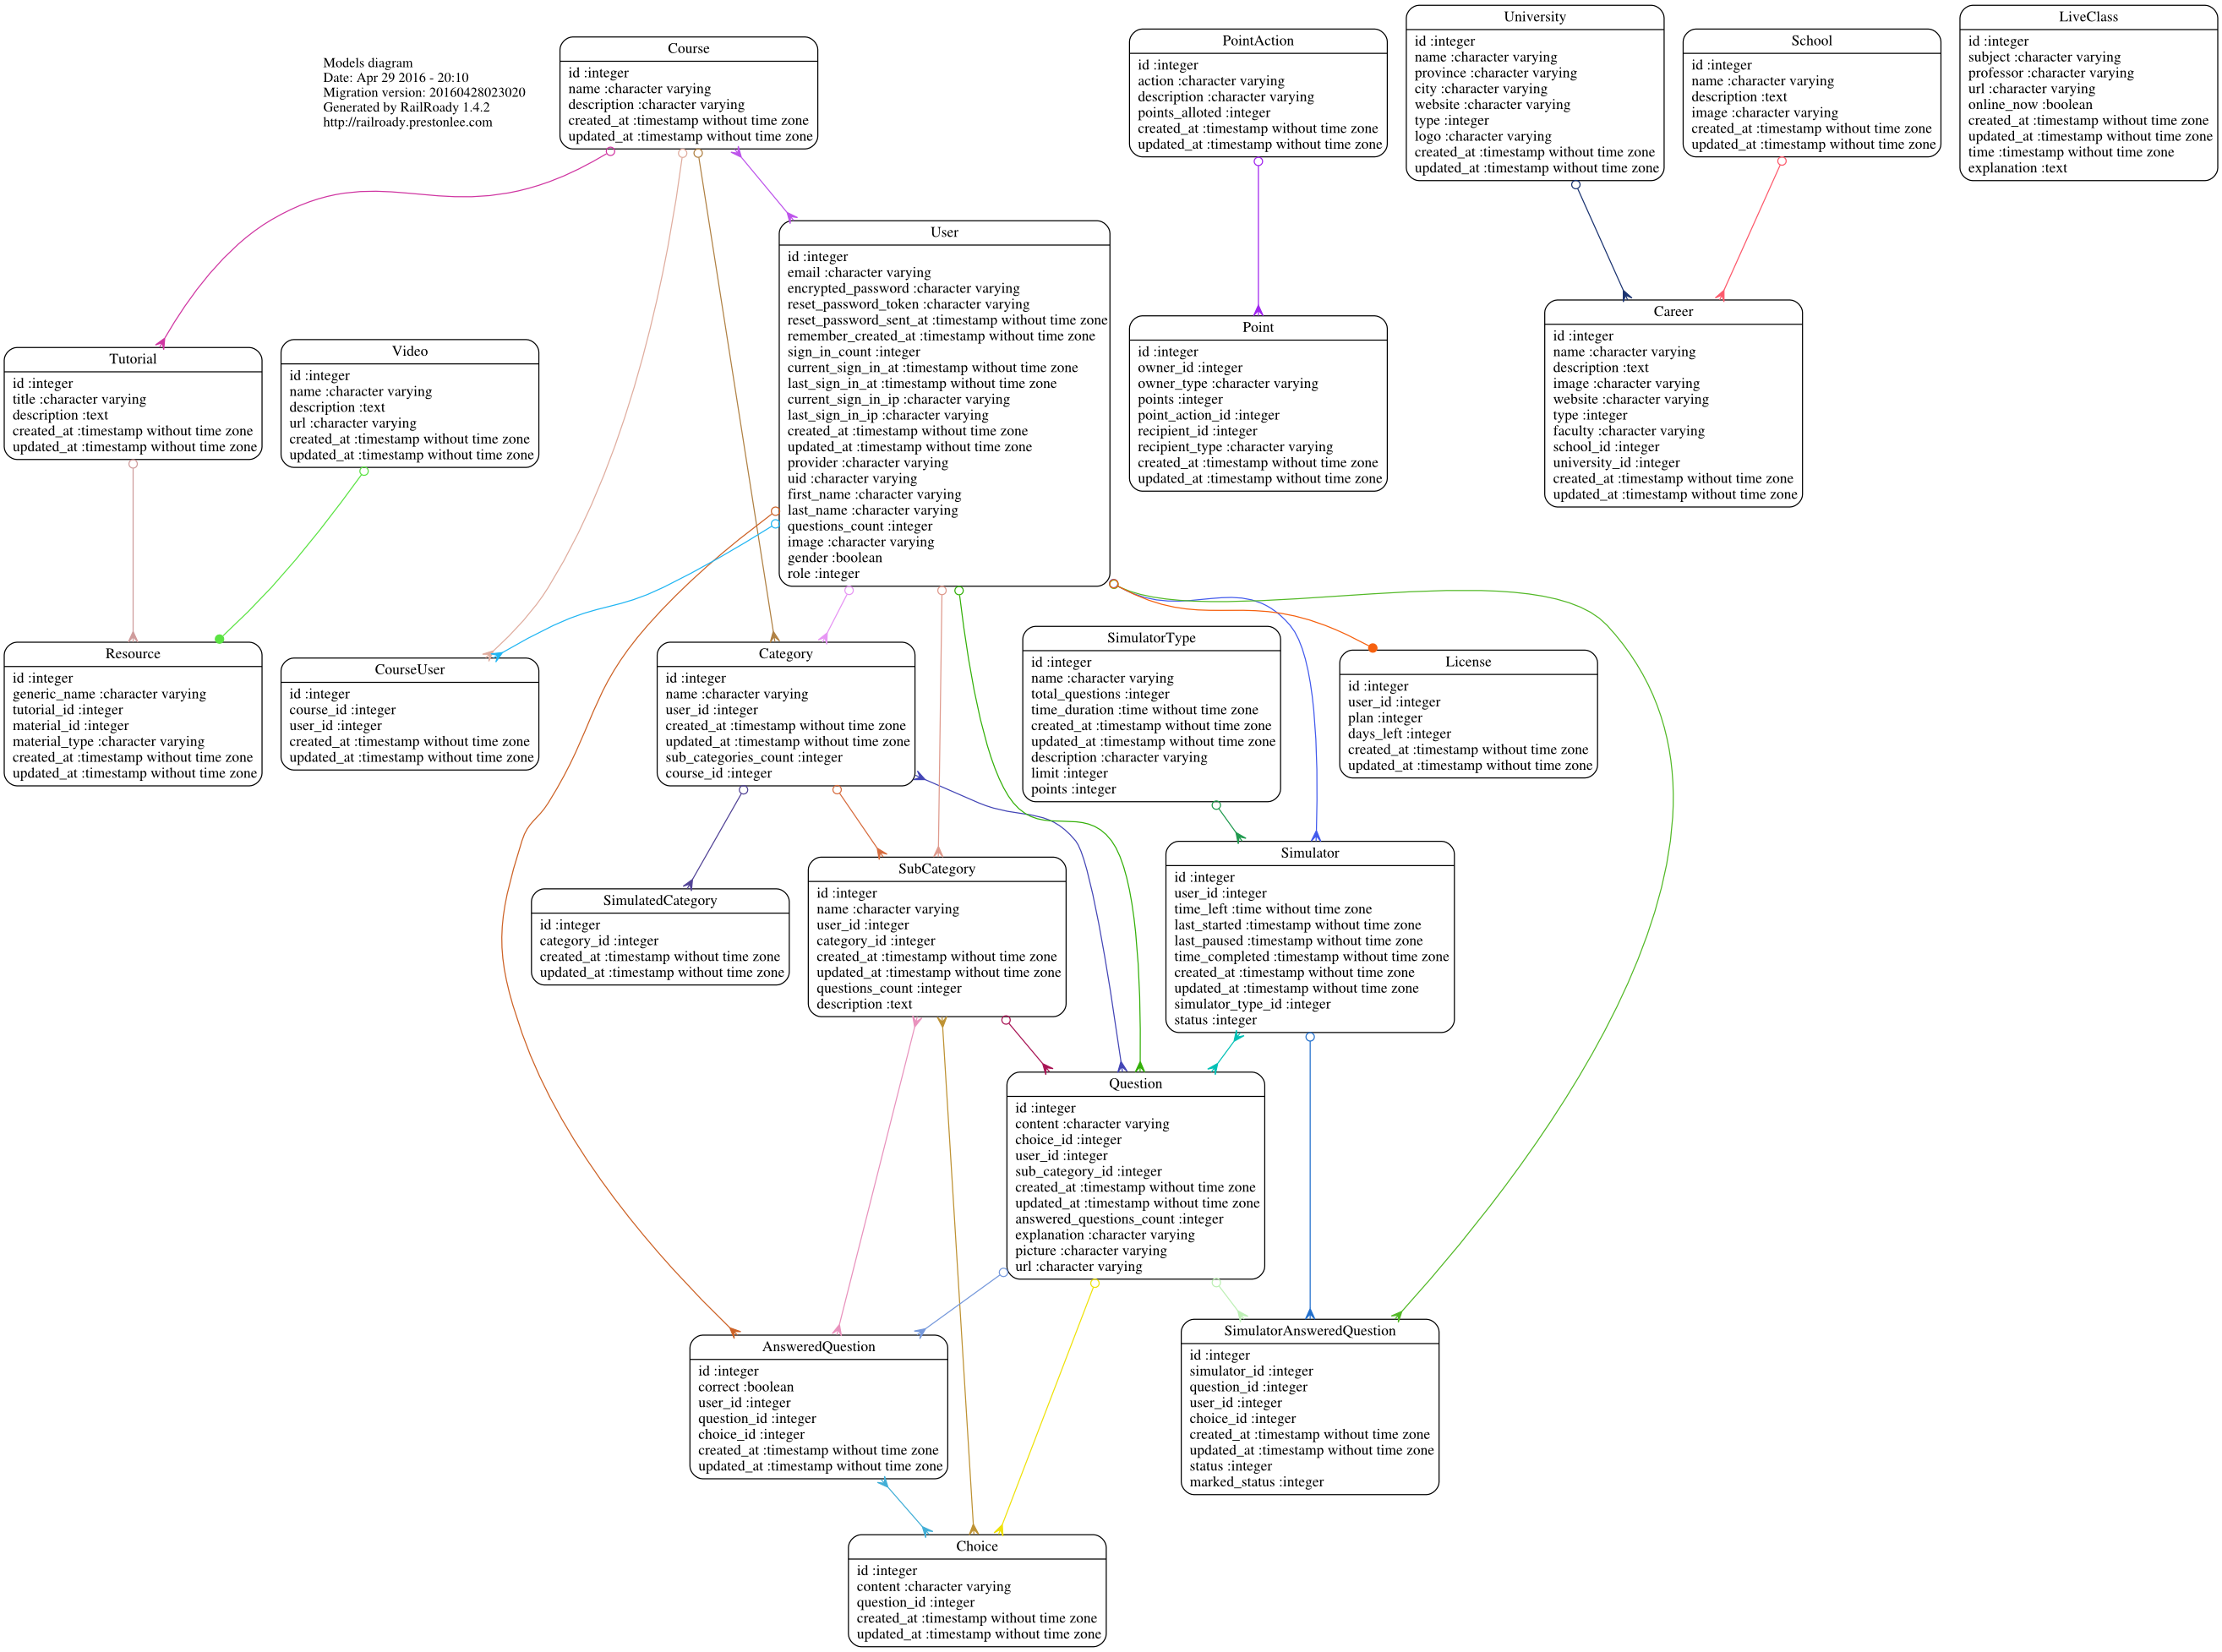 Models diagram
Date: Apr 29 2016 - 20:10
Migration version: 20160428023020
Generated by RailRoady 1.4.2
http://railroady.prestonlee.com
Course
id :integer
name :character varying
description :character varying
created_at :timestamp without time zone
updated_at :timestamp without time zone
PointAction
id :integer
action :character varying
description :character varying
points_alloted :integer
created_at :timestamp without time zone
updated_at :timestamp without time zone
University
id :integer
name :character varying
province :character varying
city :character varying
website :character varying
type :integer
logo :character varying
created_at :timestamp without time zone
updated_at :timestamp without time zone
School
id :integer
name :character varying
description :text
image :character varying
created_at :timestamp without time zone
updated_at :timestamp without time zone
LiveClass
id :integer
subject :character varying
professor :character varying
url :character varying
online_now :boolean
created_at :timestamp without time zone
updated_at :timestamp without time zone
time :timestamp without time zone
explanation :text
User
id :integer
email :character varying
encrypted_password :character varying
reset_password_token :character varying
reset_password_sent_at :timestamp without time zone
remember_created_at :timestamp without time zone
sign_in_count :integer
current_sign_in_at :timestamp without time zone
last_sign_in_at :timestamp without time zone
current_sign_in_ip :character varying
last_sign_in_ip :character varying
created_at :timestamp without time zone
updated_at :timestamp without time zone
provider :character varying
uid :character varying
first_name :character varying
last_name :character varying
questions_count :integer
image :character varying
gender :boolean
role :integer
Tutorial
id :integer
title :character varying
description :text
created_at :timestamp without time zone
updated_at :timestamp without time zone
Video
id :integer
name :character varying
description :text
url :character varying
created_at :timestamp without time zone
updated_at :timestamp without time zone
Point
id :integer
owner_id :integer
owner_type :character varying
points :integer
point_action_id :integer
recipient_id :integer
recipient_type :character varying
created_at :timestamp without time zone
updated_at :timestamp without time zone
Career
id :integer
name :character varying
description :text
image :character varying
website :character varying
type :integer
faculty :character varying
school_id :integer
university_id :integer
created_at :timestamp without time zone
updated_at :timestamp without time zone
Resource
id :integer
generic_name :character varying
tutorial_id :integer
material_id :integer
material_type :character varying
created_at :timestamp without time zone
updated_at :timestamp without time zone
CourseUser
id :integer
course_id :integer
user_id :integer
created_at :timestamp without time zone
updated_at :timestamp without time zone
Category
id :integer
name :character varying
user_id :integer
created_at :timestamp without time zone
updated_at :timestamp without time zone
sub_categories_count :integer
course_id :integer
SimulatorType
id :integer
name :character varying
total_questions :integer
time_duration :time without time zone
created_at :timestamp without time zone
updated_at :timestamp without time zone
description :character varying
limit :integer
points :integer
License
id :integer
user_id :integer
plan :integer
days_left :integer
created_at :timestamp without time zone
updated_at :timestamp without time zone
SimulatedCategory
id :integer
category_id :integer
created_at :timestamp without time zone
updated_at :timestamp without time zone
SubCategory
id :integer
name :character varying
user_id :integer
category_id :integer
created_at :timestamp without time zone
updated_at :timestamp without time zone
questions_count :integer
description :text
Simulator
id :integer
user_id :integer
time_left :time without time zone
last_started :timestamp without time zone
last_paused :timestamp without time zone
time_completed :timestamp without time zone
created_at :timestamp without time zone
updated_at :timestamp without time zone
simulator_type_id :integer
status :integer
Question
id :integer
content :character varying
choice_id :integer
user_id :integer
sub_category_id :integer
created_at :timestamp without time zone
updated_at :timestamp without time zone
answered_questions_count :integer
explanation :character varying
picture :character varying
url :character varying
AnsweredQuestion
id :integer
correct :boolean
user_id :integer
question_id :integer
choice_id :integer
created_at :timestamp without time zone
updated_at :timestamp without time zone
SimulatorAnsweredQuestion
id :integer
simulator_id :integer
question_id :integer
user_id :integer
choice_id :integer
created_at :timestamp without time zone
updated_at :timestamp without time zone
status :integer
marked_status :integer
Choice
id :integer
content :character varying
question_id :integer
created_at :timestamp without time zone
updated_at :timestamp without time zone